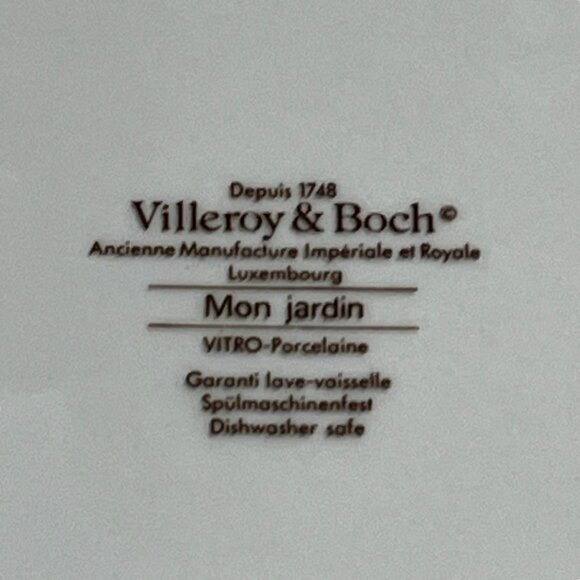 Depuis 1748
Villeroy & Boch©
Ancienne Manufacture Impériale et Royale
Luxembourg
Mon jardin
VITRO-Porcelaine
Garanti lave-vaisselle
Spülmaschinenfest
Dishwasher safe